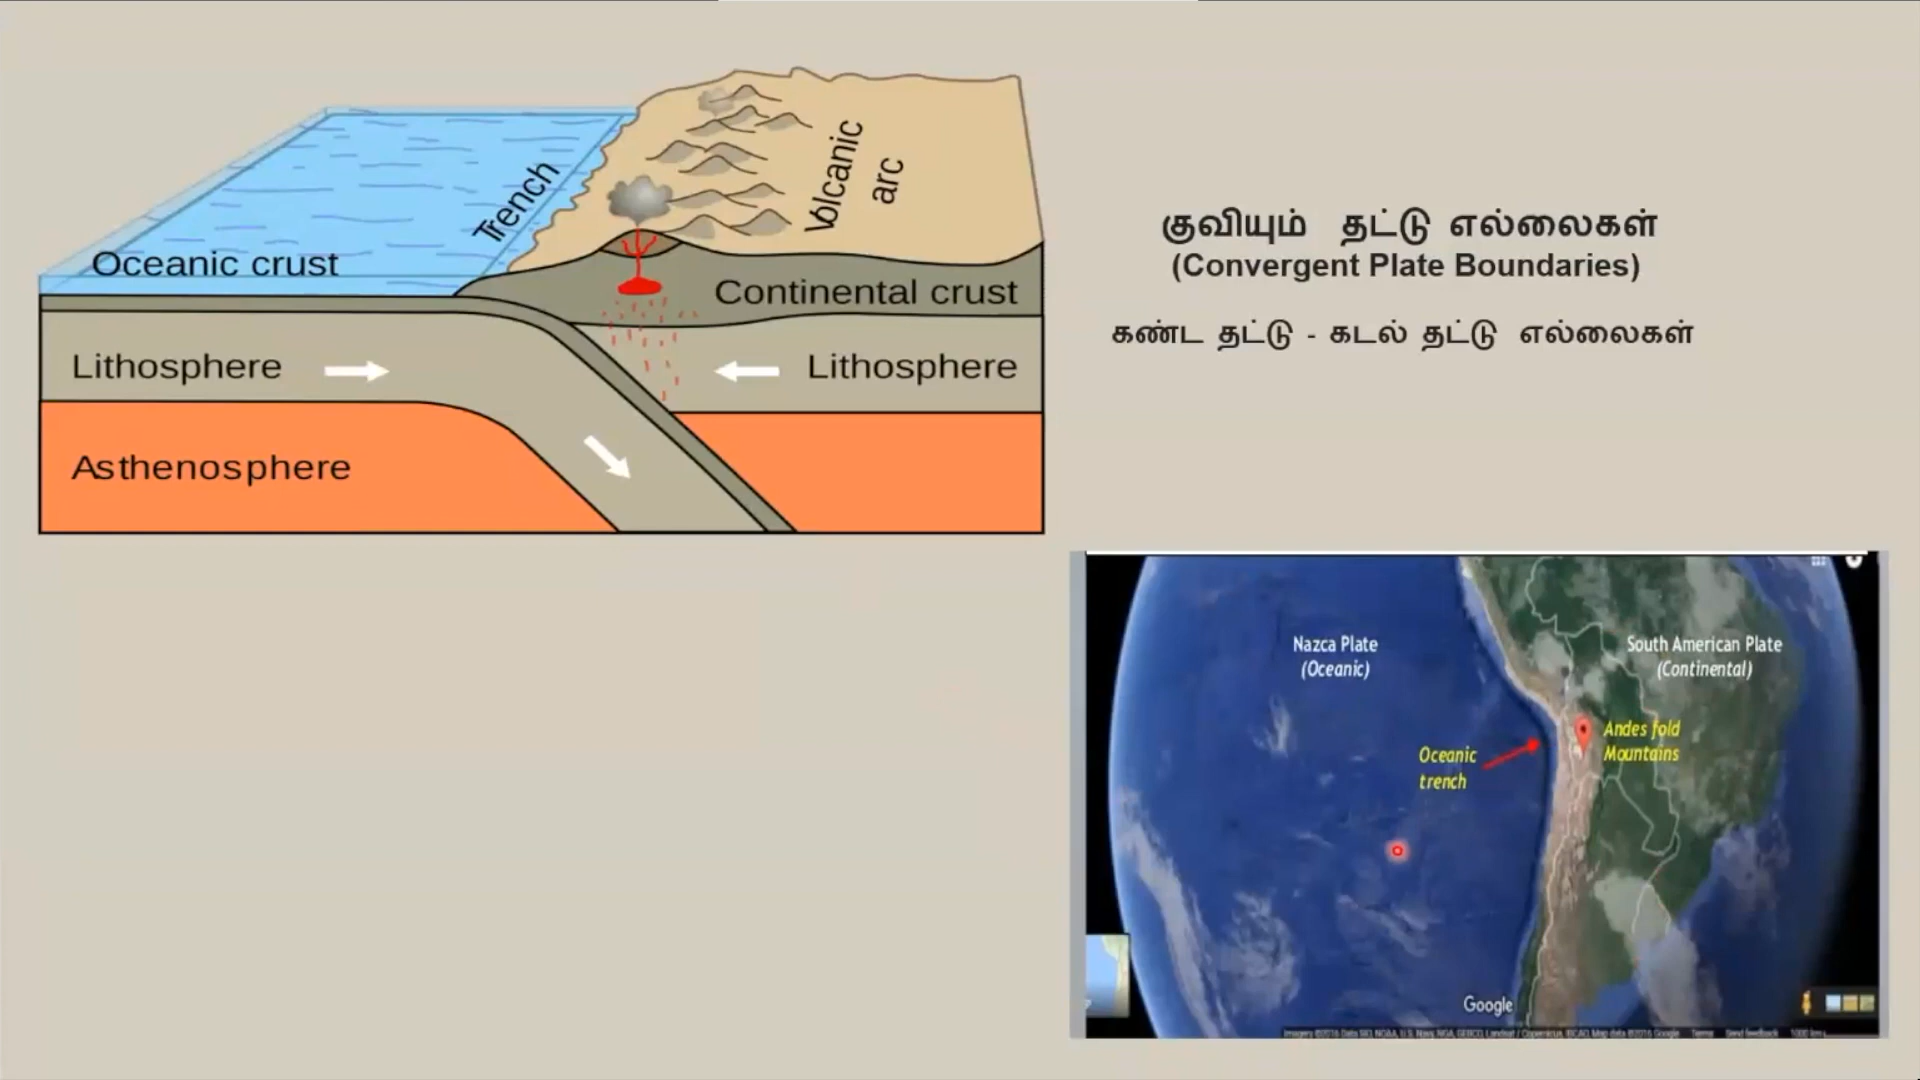 Oceanic crust
Trench
Volcanic
arc
Continental crust
Lithosphere
Lithosphere
Asthenosphere
குவியும் தட்டு எல்லைகள்
(Convergent Plate Boundaries)
கண்ட தட்டு - கடல் தட்டு எல்லைகள்
Nazca Plate
(Oceanic)
South American Plate
(Continental)
Andes fold
Mountains
Oceanic
trench
Google